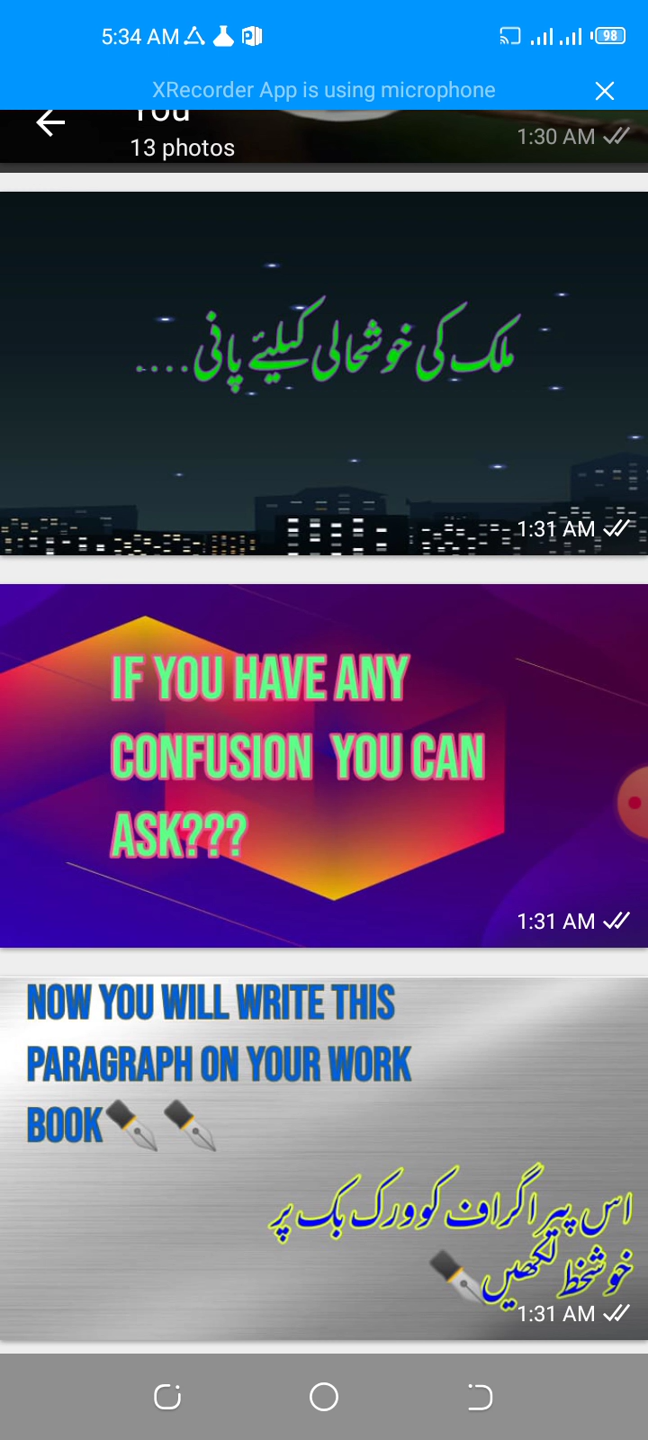 5:34 AM 98
XRecorder App is using microphone
You
13 photos
1:30 AM
ملک کی خوشحالی کیلیئے پانی....
1:31 AM
IF YOU HAVE ANY
CONFUSION YOU CAN
ASK???
1:31 AM
NOW YOU WILL WRITE THIS
PARAGRAPH ON YOUR WORK
BOOK✒️ ✒️
اس پیراگراف کو ورک بک پر
خوشخط لکھیں✒️
1:31 AM